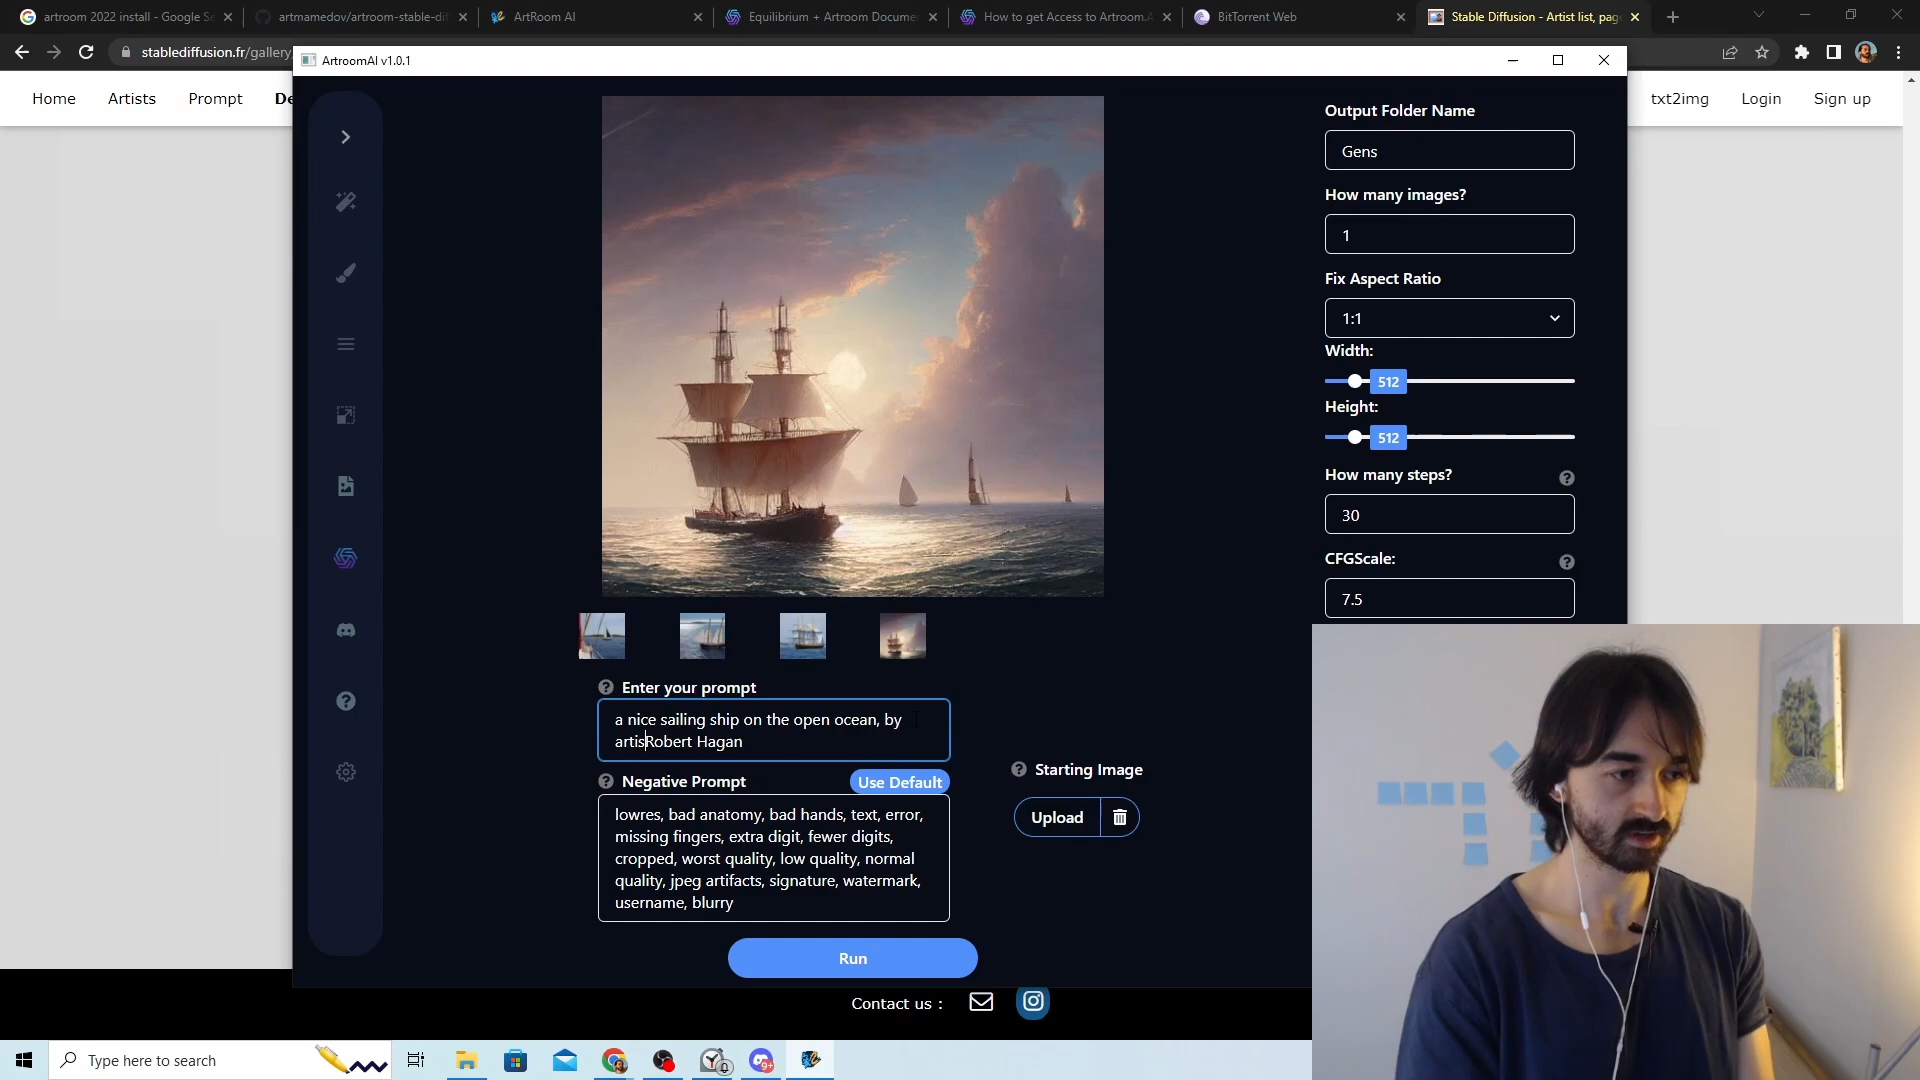 artroom 2022 install - Google Se
artmamedov/artroom-stable-dif
ArtRoom AI
Equilibrium + Artroom Docume
How to get Access to Artroom.A
BitTorrent Web
Stable Diffusion - Artist list, pag
stablediffusion.fr/gallery
ArtroomAI v1.0.1
Home
Artists
Prompt
De
txt2img
Login
Sign up
Output Folder Name
Gens
How many images?
1
Fix Aspect Ratio
1:1
Width:
512
Height:
512
How many steps?
30
CFGScale:
7.5
Enter your prompt
a nice sailing ship on the open ocean, by
artisRobert Hagan
Negative Prompt
Use Default
lowres, bad anatomy, bad hands, text, error,
missing fingers, extra digit, fewer digits,
cropped, worst quality, low quality, normal
quality, jpeg artifacts, signature, watermark,
username, blurry
Starting Image
Upload
Run
Contact us :
Type here to search
9+